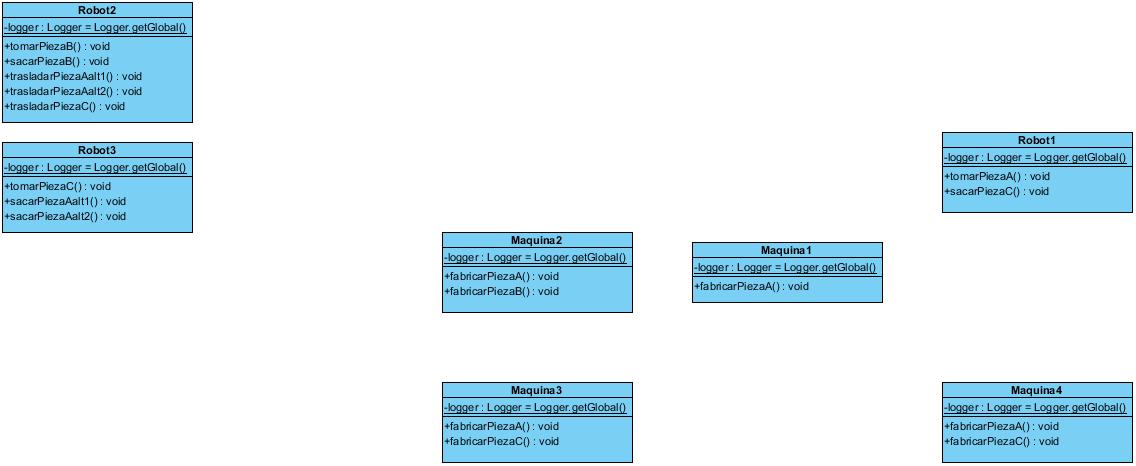 Robot2
-logger : Logger = Logger.getGlobal()
+tomarPiezaB() : void
+sacarPiezaB() : void
+trasladarPiezaAalt1() : void
+trasladarPiezaAalt2() : void
+trasladarPiezaC() : void
Robot3
-logger : Logger = Logger.getGlobal()
+tomarPiezaC() : void
+sacarPiezaAalt1() : void
+sacarPiezaAalt2() : void
Robot1
-logger : Logger = Logger.getGlobal()
+tomarPiezaA() : void
+sacarPiezaC() : void
Maquina2
-logger : Logger = Logger.getGlobal()
+fabricarPiezaA() : void
+fabricarPiezaB() : void
Maquina1
-logger : Logger = Logger.getGlobal()
+fabricarPiezaA() : void
Maquina3
-logger : Logger = Logger.getGlobal()
+fabricarPiezaA() : void
+fabricarPiezaC() : void
Maquina4
-logger : Logger = Logger.getGlobal()
+fabricarPiezaA() : void
+fabricarPiezaC() : void